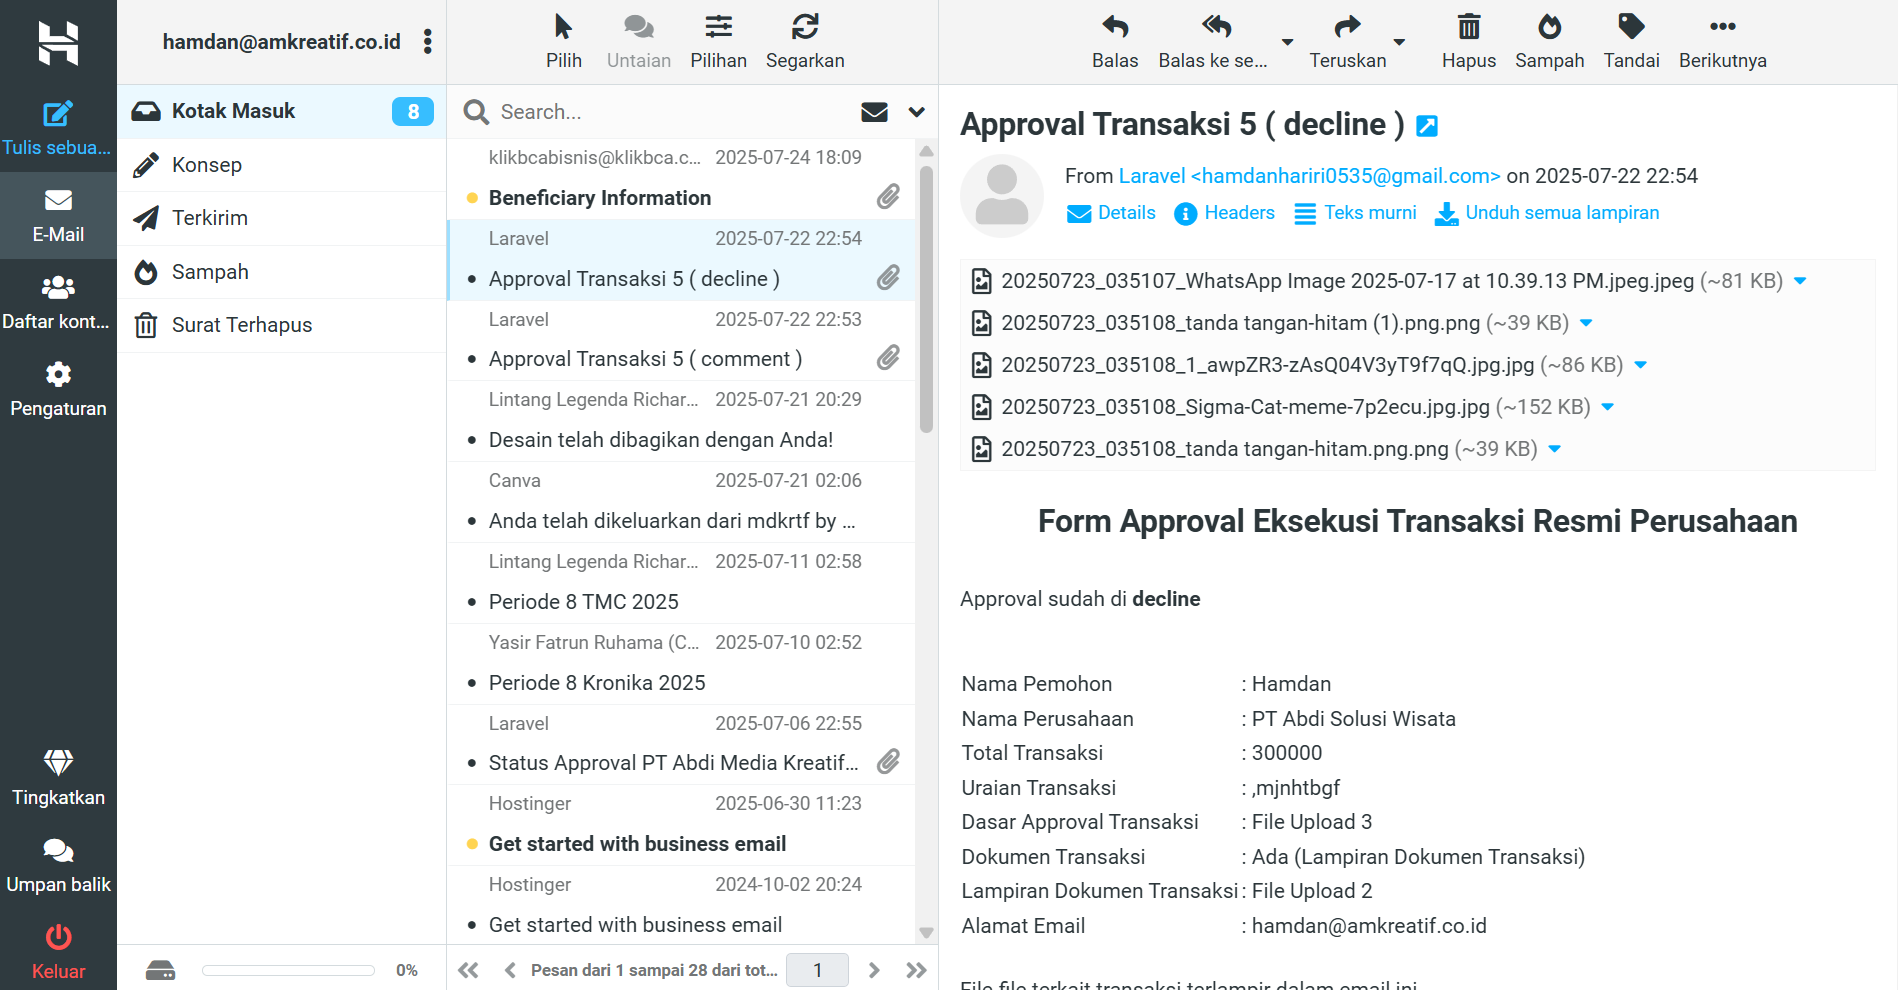 hamdan@amkreatif.co.id
Tulis sebua...
E-Mail
Daftar kont...
Pengaturan
Tingkatkan
Umpan balik
Keluar
Kotak Masuk 8
Konsep
Terkirim
Sampah
Surat Terhapus
0%
Pilih Untaian Pilihan Segarkan
Search...
klikbcabisnis@klikbca.c... 2025-07-24 18:09
Beneficiary Information
Laravel 2025-07-22 22:54
Approval Transaksi 5 ( decline )
Laravel 2025-07-22 22:53
Approval Transaksi 5 ( comment )
Lintang Legenda Richar... 2025-07-21 20:29
Desain telah dibagikan dengan Anda!
Canva 2025-07-21 02:06
Anda telah dikeluarkan dari mdkrtf by ...
Lintang Legenda Richar... 2025-07-11 02:58
Periode 8 TMC 2025
Yasir Fatrun Ruhama (C... 2025-07-10 02:52
Periode 8 Kronika 2025
Laravel 2025-07-06 22:55
Status Approval PT Abdi Media Kreatif...
Hostinger 2025-06-30 11:23
Get started with business email
Hostinger 2024-10-02 20:24
Get started with business email
Pesan dari 1 sampai 28 dari tot... 1
Balas Balas ke se... Teruskan Hapus Sampah Tandai Berikutnya
Approval Transaksi 5 ( decline )
From Laravel <hamdanhariri0535@gmail.com> on 2025-07-22 22:54
Details Headers Teks murni Unduh semua lampiran
20250723_035107_WhatsApp Image 2025-07-17 at 10.39.13 PM.jpeg.jpeg (~81 KB)
20250723_035108_tanda tangan-hitam (1).png.png (~39 KB)
20250723_035108_1_awpZR3-zAsQ04V3yT9f7qQ.jpg.jpg (~86 KB)
20250723_035108_Sigma-Cat-meme-7p2ecu.jpg.jpg (~152 KB)
20250723_035108_tanda tangan-hitam.png.png (~39 KB)
Form Approval Eksekusi Transaksi Resmi Perusahaan
Approval sudah di decline
Nama Pemohon : Hamdan
Nama Perusahaan : PT Abdi Solusi Wisata
Total Transaksi : 300000
Uraian Transaksi : ,mjnhtbgf
Dasar Approval Transaksi : File Upload 3
Dokumen Transaksi : Ada (Lampiran Dokumen Transaksi)
Lampiran Dokumen Transaksi : File Upload 2
Alamat Email : hamdan@amkreatif.co.id
File file terkait transaksi terlampir dalam email ini